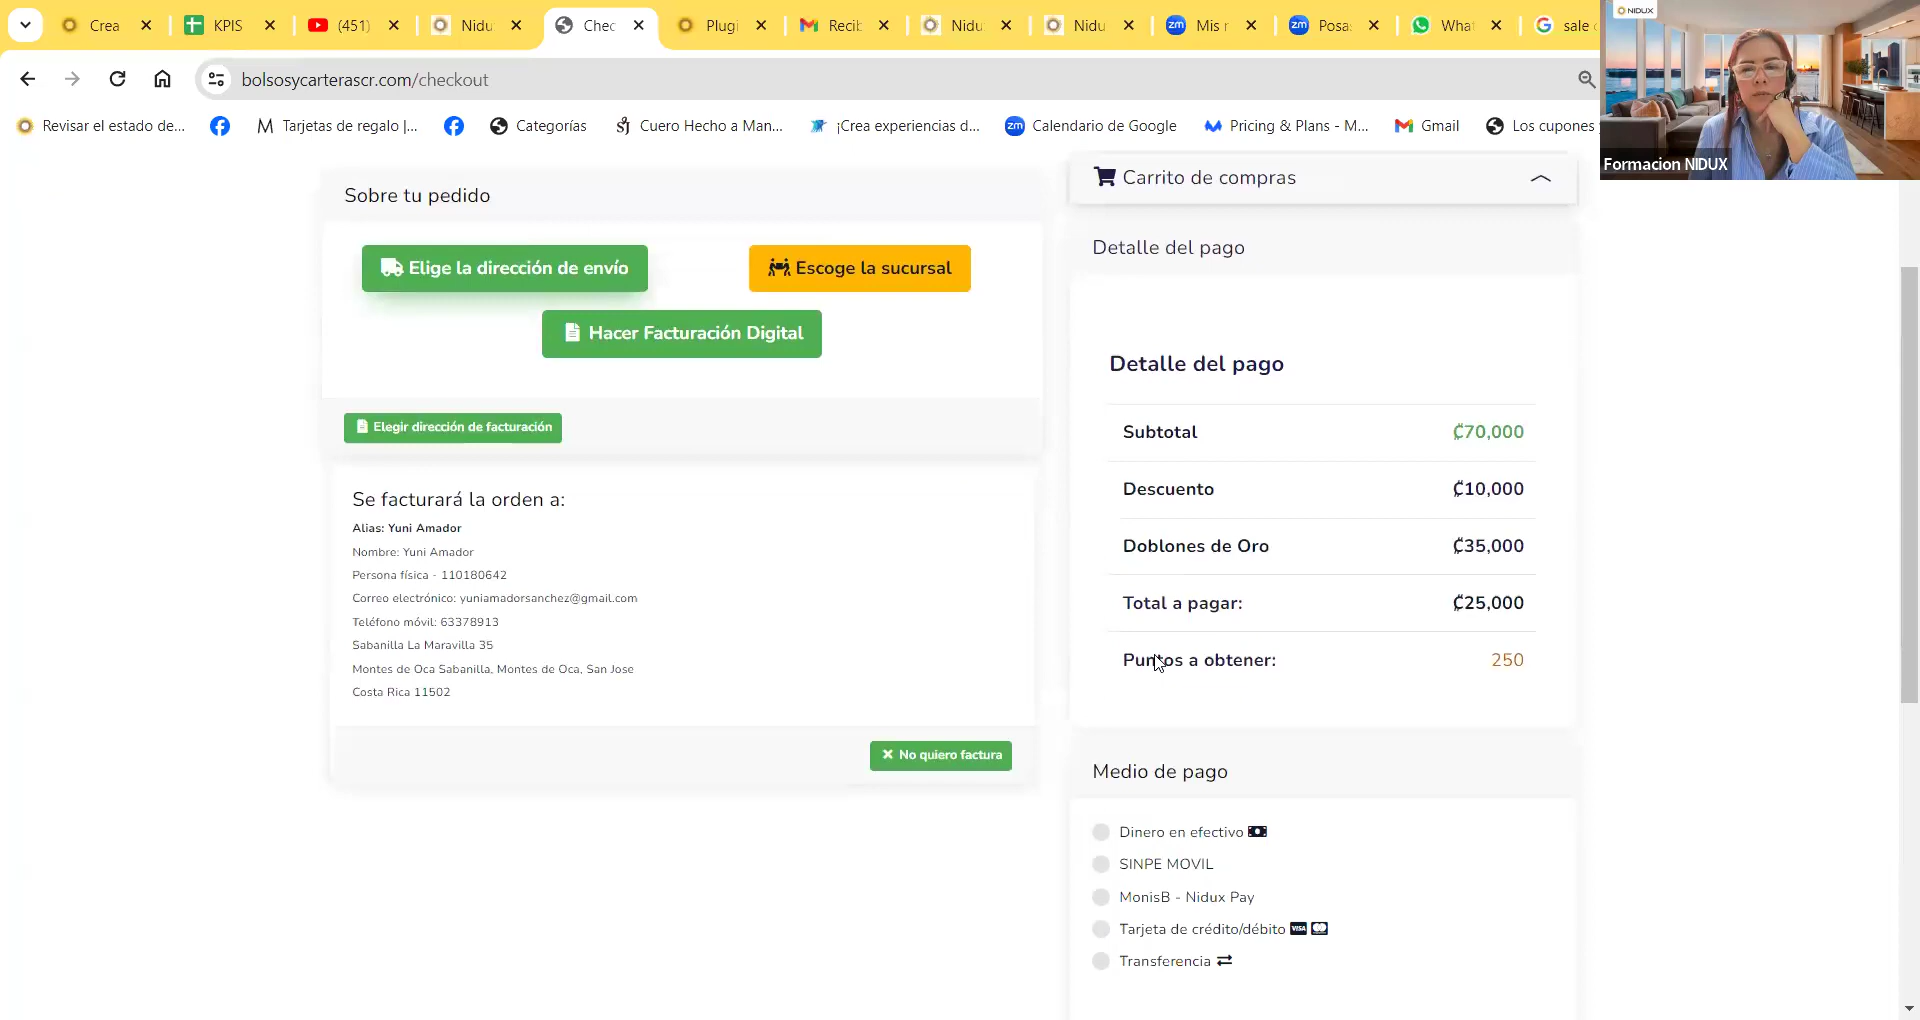 Crea
KPIS
(451)
Nidu
Chec
Plugi
Recib
Nidu
Nidu
zm
Mis r
zm
Posa
What
sale
NIDUX
bolsosycarterascr.com/checkout
Revisar el estado de...
Tarjetas de regalo |...
Categorías
Cuero Hecho a Man...
¡Crea experiencias d...
zm
Calendario de Google
Pricing & Plans - M...
Gmail
Los cupones
Formacion NIDUX
Sobre tu pedido
Elige la dirección de envío
Escoge la sucursal
Hacer Facturación Digital
Elegir dirección de facturación
Se facturará la orden a:
Alias: Yuni Amador
Nombre: Yuni Amador
Persona física - 110180642
Correo electrónico: yuniamadorsanchez@gmail.com
Teléfono móvil: 63378913
Sabanilla La Maravilla 35
Montes de Oca Sabanilla, Montes de Oca, San Jose
Costa Rica 11502
No quiero factura
Carrito de compras
Detalle del pago
Detalle del pago
Subtotal ₡70,000
Descuento ₡10,000
Doblones de Oro ₡35,000
Total a pagar: ₡25,000
Puntos a obtener: 250
Medio de pago
Dinero en efectivo
SINPE MOVIL
MonisB - Nidux Pay
Tarjeta de crédito/débito VISA
Transferencia